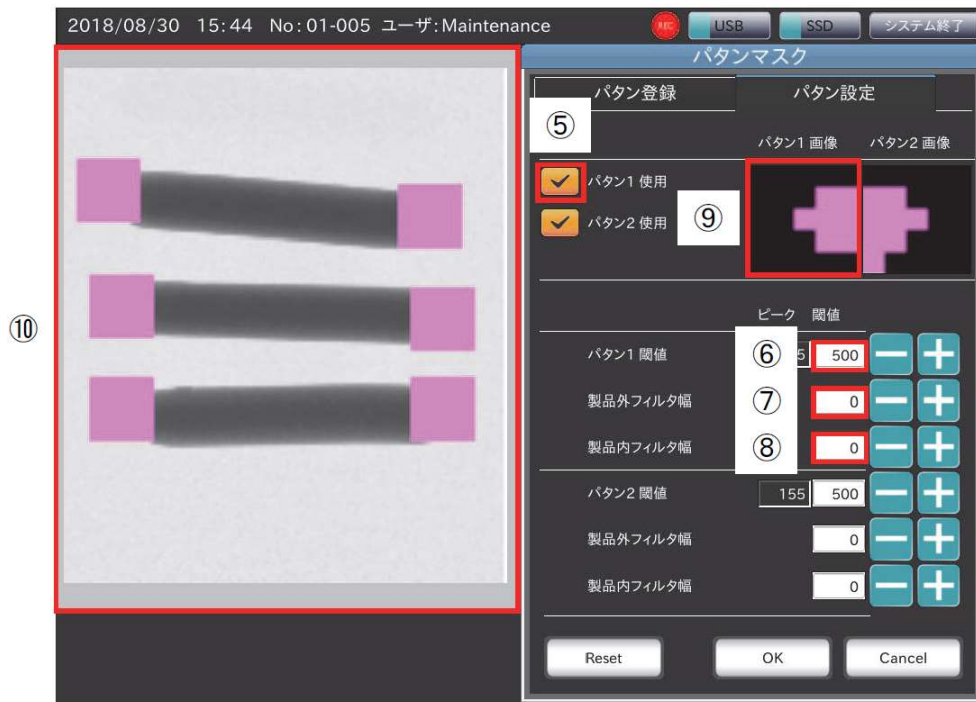 2018/08/30 15:44 No:01-005 ユーザ:Maintenance REC USB SSD システム終了
パタンマスク
パタン登録 パタン設定
⑤
パタン1 画像 パタン2 画像
パタン1 使用
パタン2 使用 ⑨
⑩
ピーク 閾値
パタン1 閾値 ⑥ 5 500
製品外フィルタ幅 ⑦ 0
製品内フィルタ幅 ⑧ 0
パタン2 閾値 155 500
製品外フィルタ幅 0
製品内フィルタ幅 0
Reset OK Cancel